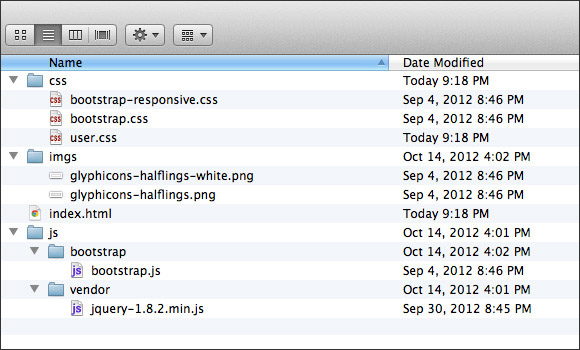 Name Date Modified
css Today 9:18 PM
bootstrap-responsive.css Sep 4, 2012 8:46 PM
bootstrap.css Sep 4, 2012 8:46 PM
user.css Today 9:18 PM
imgs Oct 14, 2012 4:02 PM
glyphicons-halflings-white.png Sep 4, 2012 8:46 PM
glyphicons-halflings.png Sep 4, 2012 8:46 PM
index.html Today 9:18 PM
js Oct 14, 2012 4:01 PM
bootstrap Oct 14, 2012 4:02 PM
js bootstrap.js Sep 4, 2012 8:46 PM
vendor Oct 14, 2012 4:01 PM
js jquery-1.8.2.min.js Sep 30, 2012 8:45 PM